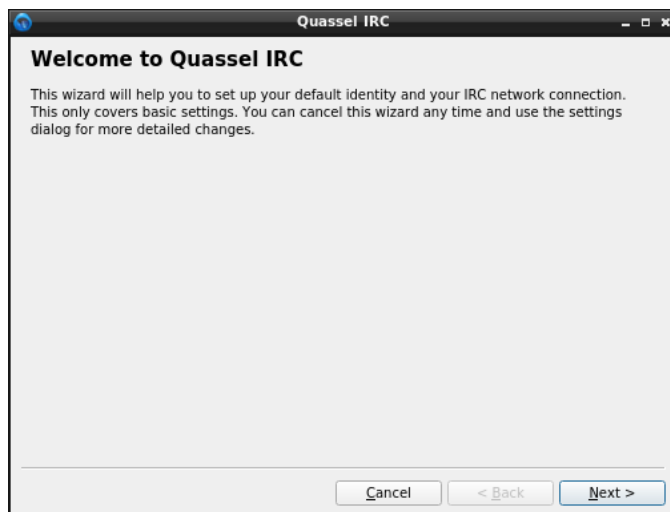 Quassel IRC
Welcome to Quassel IRC
This wizard will help you to set up your default identity and your IRC network connection.
This only covers basic settings. You can cancel this wizard any time and use the settings
dialog for more detailed changes.
Cancel
< Back
Next >